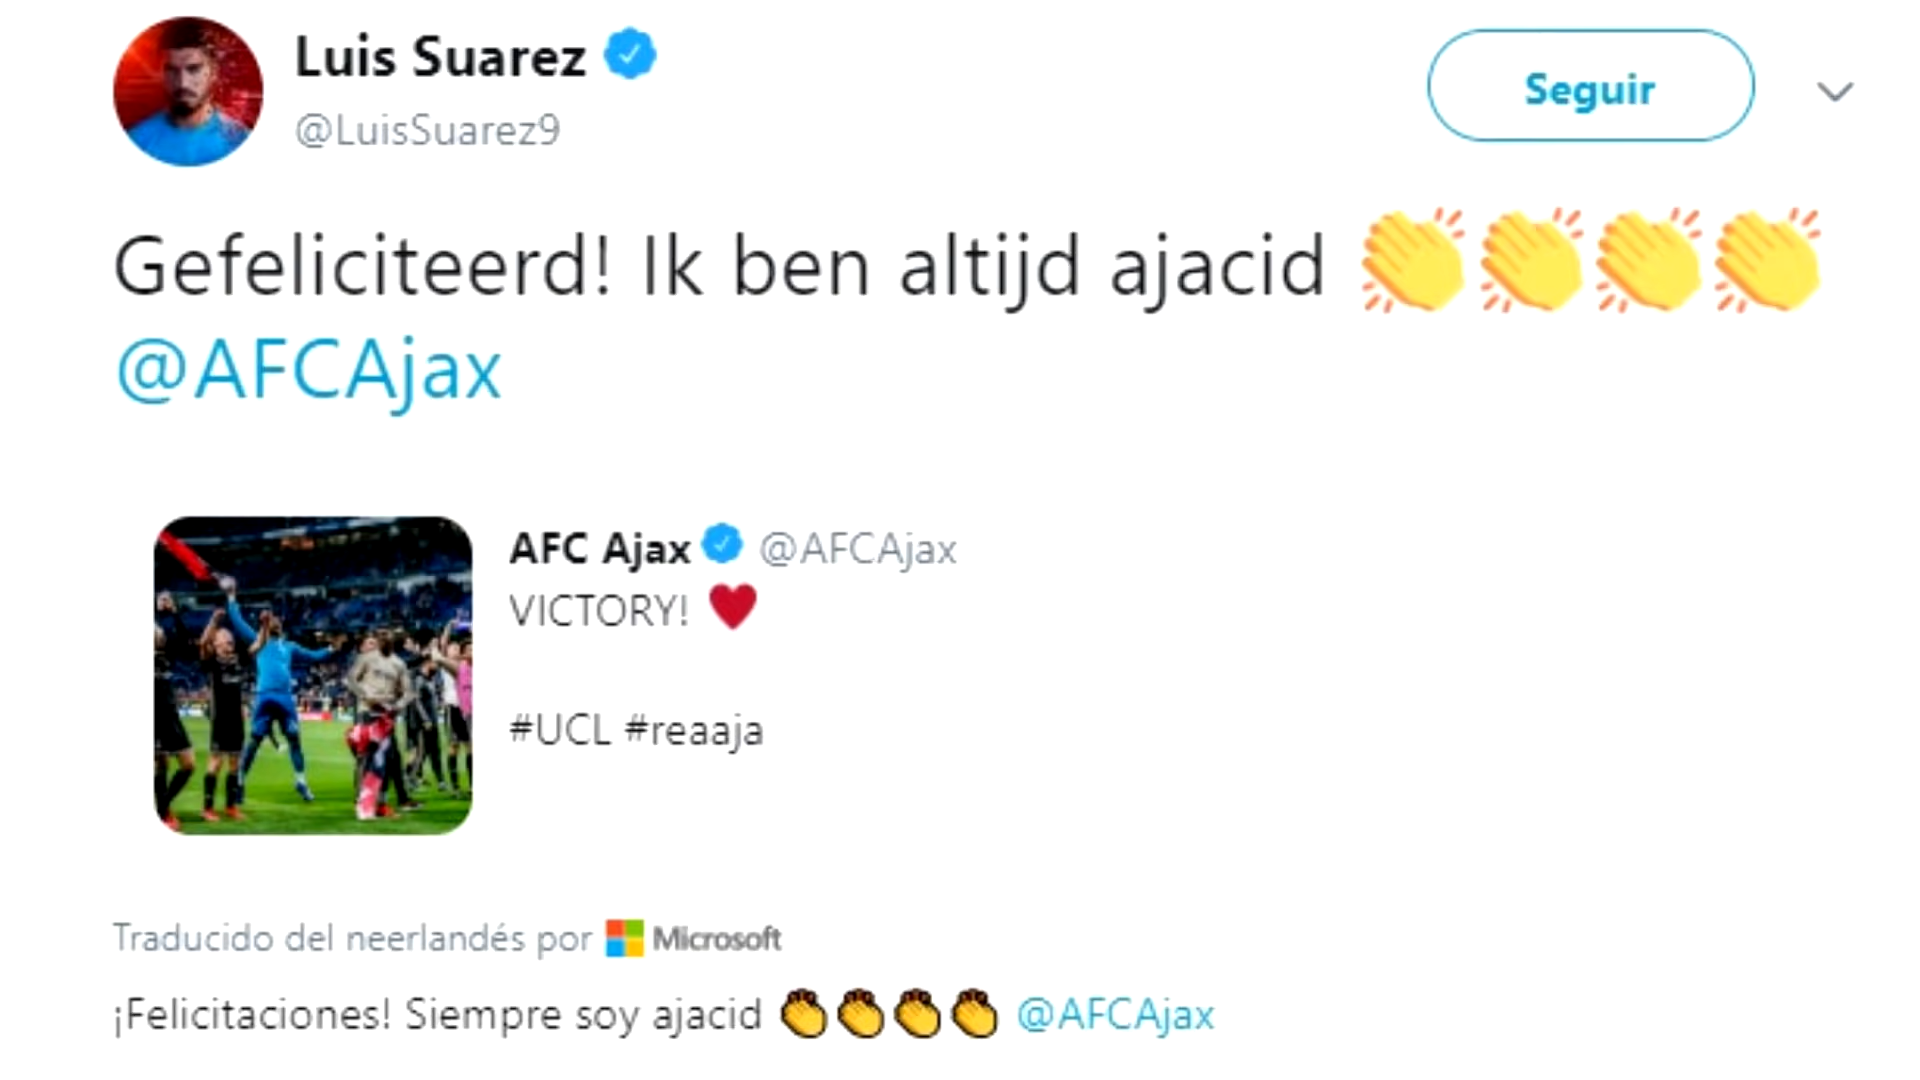 Luis Suarez
@LuisSuarez9
Seguir
Gefeliciteerd! Ik ben altijd ajacid 👏👏👏👏
@AFCAjax
AFC Ajax @AFCAjax
VICTORY! ❤
#UCL #reaaja
Traducido del neerlandés por Microsoft
¡Felicitaciones! Siempre soy ajacid 👏👏👏👏 @AFCAjax